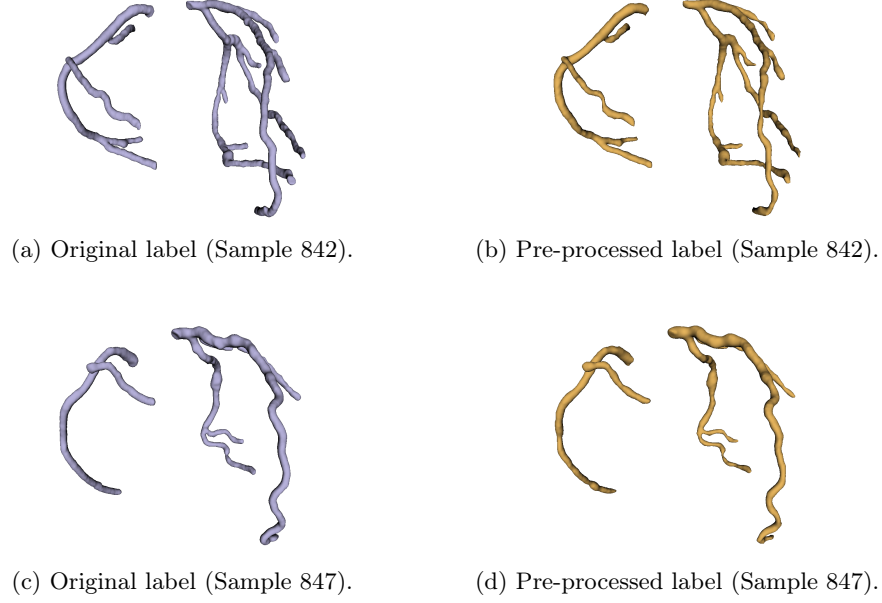 (a) Original label (Sample 842).
(b) Pre-processed label (Sample 842).
(c) Original label (Sample 847).
(d) Pre-processed label (Sample 847).